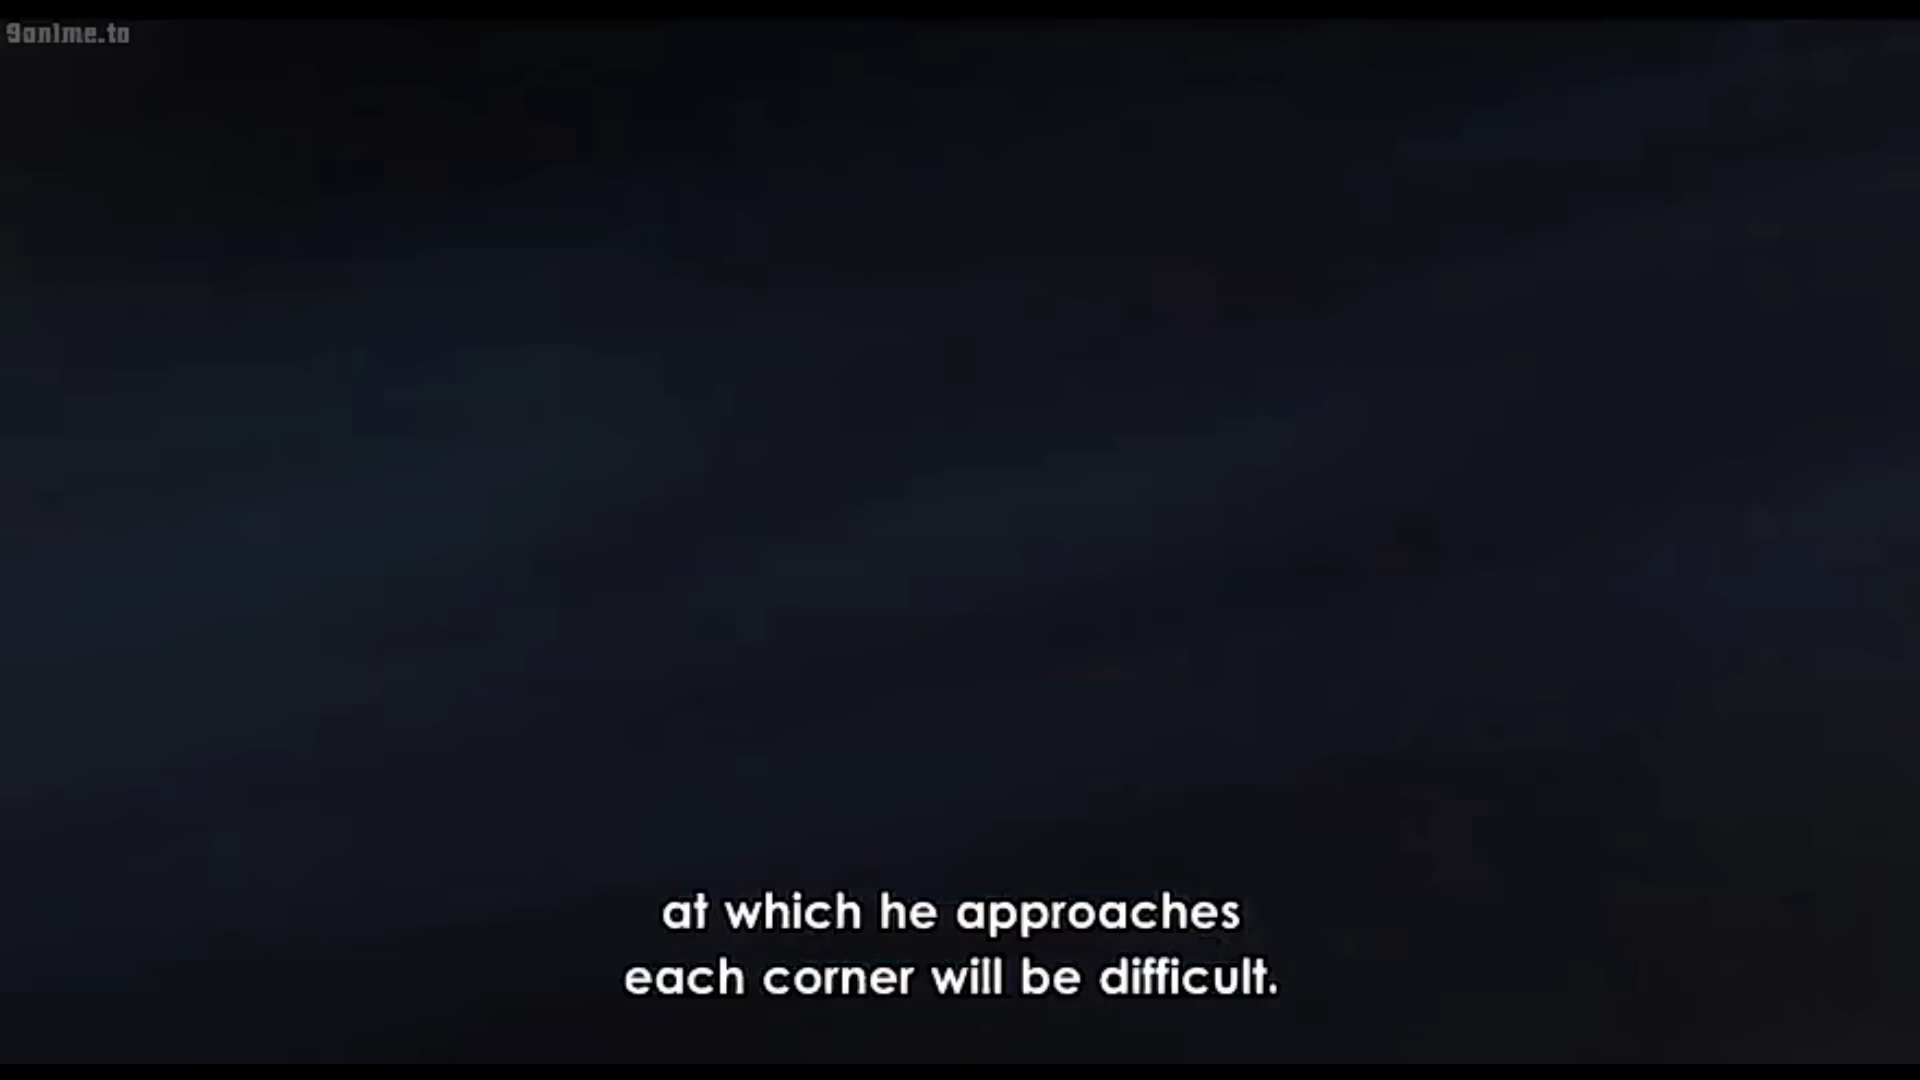 9anime.to
at which he approaches
each corner will be difficult.